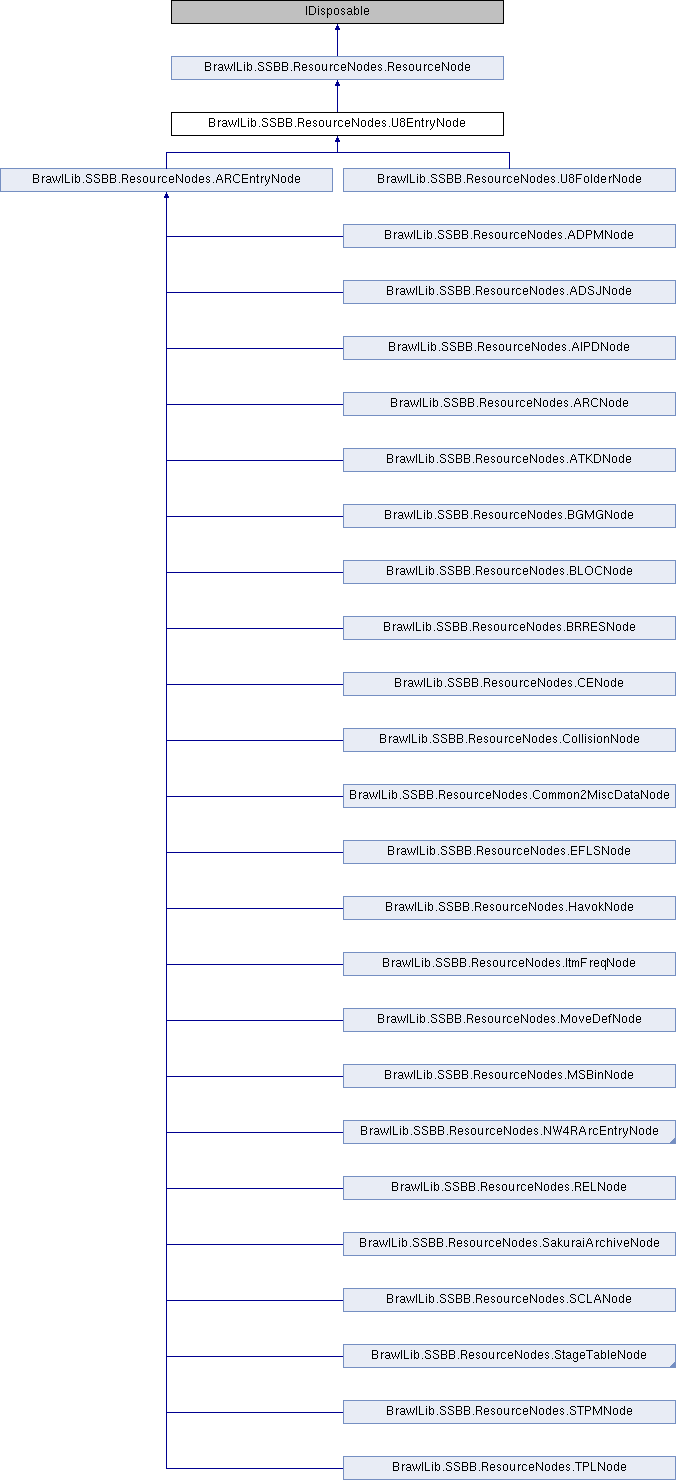 IDisposable
BrawlLib.SSBB.ResourceNodes.ResourceNode
BrawlLib.SSBB.ResourceNodes.U8EntryNode
BrawlLib.SSBB.ResourceNodes.ARCEntryNode
BrawlLib.SSBB.ResourceNodes.U8FolderNode
BrawlLib.SSBB.ResourceNodes.ADPMNode
BrawlLib.SSBB.ResourceNodes.ADSJNode
BrawlLib.SSBB.ResourceNodes.AIPDNode
BrawlLib.SSBB.ResourceNodes.ARCNode
BrawlLib.SSBB.ResourceNodes.ATKDNode
BrawlLib.SSBB.ResourceNodes.BGMGNode
BrawlLib.SSBB.ResourceNodes.BLOCNode
BrawlLib.SSBB.ResourceNodes.BRRESNode
BrawlLib.SSBB.ResourceNodes.CENode
BrawlLib.SSBB.ResourceNodes.CollisionNode
BrawlLib.SSBB.ResourceNodes.Common2MiscDataNode
BrawlLib.SSBB.ResourceNodes.EFLSNode
BrawlLib.SSBB.ResourceNodes.HavokNode
BrawlLib.SSBB.ResourceNodes.ItmFreqNode
BrawlLib.SSBB.ResourceNodes.MoveDefNode
BrawlLib.SSBB.ResourceNodes.MSBinNode
BrawlLib.SSBB.ResourceNodes.NW4RArcEntryNode
BrawlLib.SSBB.ResourceNodes.RELNode
BrawlLib.SSBB.ResourceNodes.SakuraiArchiveNode
BrawlLib.SSBB.ResourceNodes.SCLANode
BrawlLib.SSBB.ResourceNodes.StageTableNode
BrawlLib.SSBB.ResourceNodes.STPMNode
BrawlLib.SSBB.ResourceNodes.TPLNode